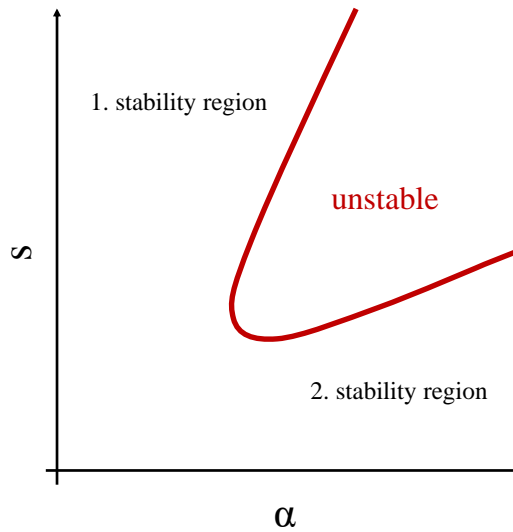 1. stability region
unstable
s
2. stability region
α